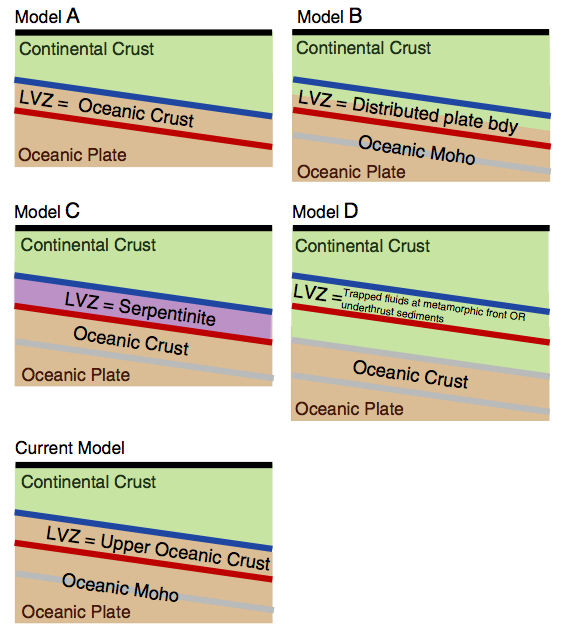 Model A
Continental Crust
LVZ = Oceanic Crust
Oceanic Plate
Model B
Continental Crust
LVZ = Distributed plate bdy
Oceanic Moho
Oceanic Plate
Model C
Continental Crust
LVZ = Serpentinite
Oceanic Crust
Oceanic Plate
Model D
Continental Crust
LVZ = Trapped fluids at metamorphic front OR
underthrust sediments
Oceanic Crust
Oceanic Plate
Current Model
Continental Crust
LVZ = Upper Oceanic Crust
Oceanic Moho
Oceanic Plate